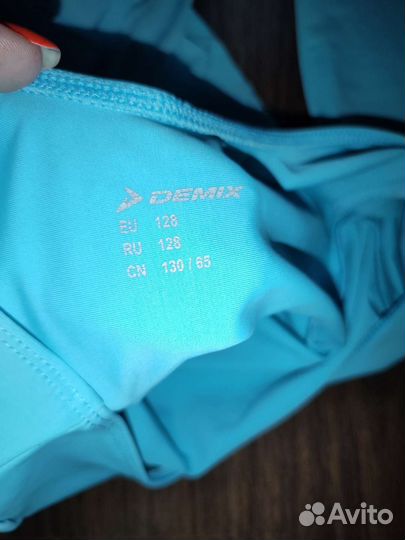 DEMIX
EU 128
RU 128
CN 130 / 65
Avito